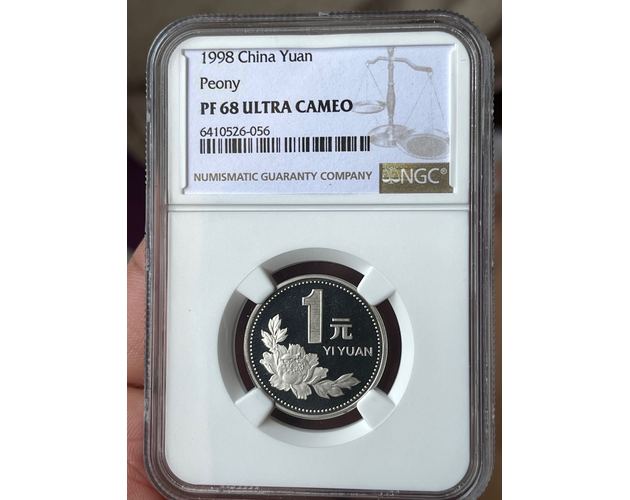 1998 China Yuan
Peony
PF 68 ULTRA CAMEO
6410526-056
NUMISMATIC GUARANTY COMPANY
NGC®
1元
YI YUAN